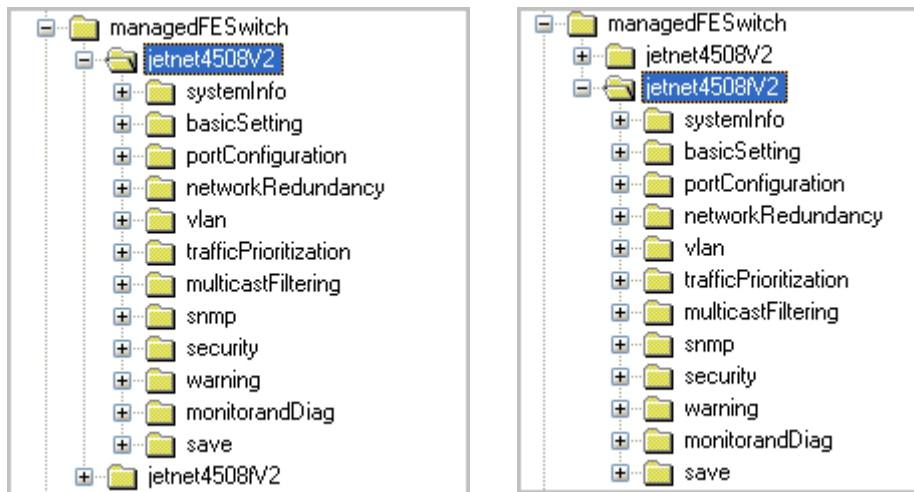 managedFESwitch
jetnet4508V2
systemInfo
basicSetting
portConfiguration
networkRedundancy
vlan
trafficPrioritization
multicastFiltering
snmp
security
warning
monitorandDiag
save
jetnet4508fV2
managedFESwitch
jetnet4508V2
jetnet4508fV2
systemInfo
basicSetting
portConfiguration
networkRedundancy
vlan
trafficPrioritization
multicastFiltering
snmp
security
warning
monitorandDiag
save